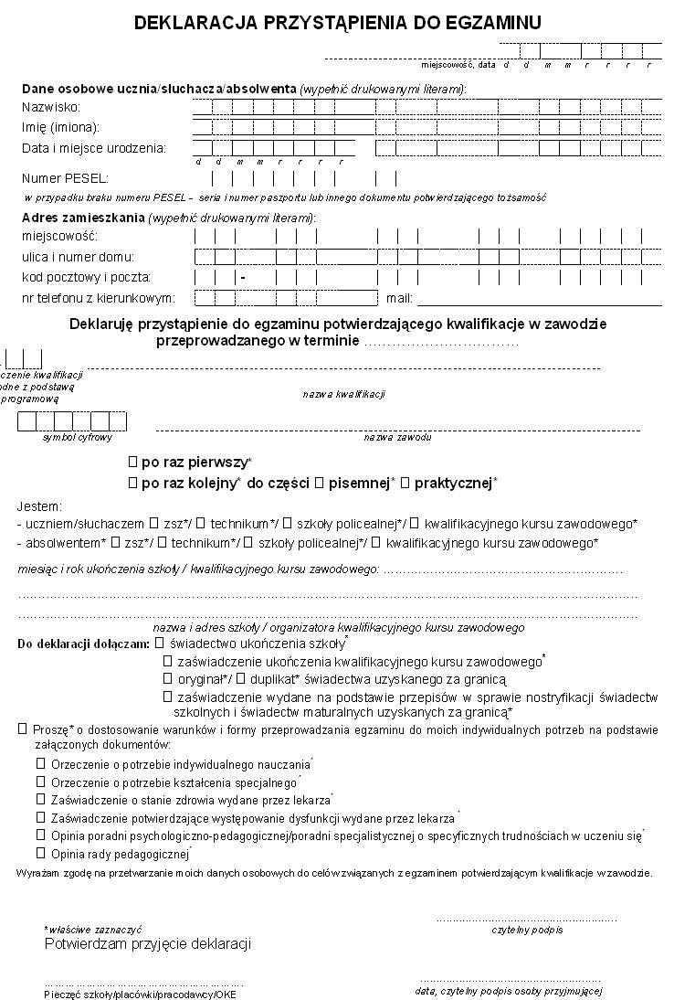 DEKLARACJA PRZYSTĄPIENIA DO EGZAMINU
miejscowość, data d d m m r r r r
Dane osobowe ucznia/słuchacza/absolwenta (wypełnić drukowanymi literami):
Nazwisko:
Imię (imiona):
Data i miejsce urodzenia:
d d m m r r r r
Numer PESEL:
w przypadku braku numeru PESEL – seria i numer paszportu lub innego dokumentu potwierdzającego tożsamość
Adres zamieszkania (wypełnić drukowanymi literami):
miejscowość:
ulica i numer domu:
kod pocztowy i poczta: -
nr telefonu z kierunkowym: mail:
Deklaruję przystąpienie do egzaminu potwierdzającego kwalifikacje w zawodzie
przeprowadzanego w terminie ……………………………
czenie kwalifikacji
dne z podstawą
programową
nazwa kwalifikacji
symbol cyfrowy nazwa zawodu
☐ po raz pierwszy*
☐ po raz kolejny* do części ☐ pisemnej* ☐ praktycznej*
Jestem:
- uczniem/słuchaczem ☐ zsz*/ ☐ technikum*/ ☐ szkoły policealnej*/ ☐ kwalifikacyjnego kursu zawodowego*
- absolwentem* ☐ zsz*/ ☐ technikum*/ ☐ szkoły policealnej*/ ☐ kwalifikacyjnego kursu zawodowego*
miesiąc i rok ukończenia szkoły / kwalifikacyjnego kursu zawodowego: ……………………………………………………
nazwa i adres szkoły / organizatora kwalifikacyjnego kursu zawodowego
Do deklaracji dołączam: ☐ świadectwo ukończenia szkoły*
☐ zaświadczenie ukończenia kwalifikacyjnego kursu zawodowego*
☐ oryginał*/ ☐ duplikat* świadectwa uzyskanego za granicą
☐ zaświadczenie wydane na podstawie przepisów w sprawie nostryfikacji świadectw
szkolnych i świadectw maturalnych uzyskanych za granicą*
☐ Proszę* o dostosowanie warunków i formy przeprowadzania egzaminu do moich indywidualnych potrzeb na podstawie
załączonych dokumentów:
☐ Orzeczenie o potrzebie indywidualnego nauczania*
☐ Orzeczenie o potrzebie kształcenia specjalnego*
☐ Zaświadczenie o stanie zdrowia wydane przez lekarza*
☐ Zaświadczenie potwierdzające występowanie dysfunkcji wydane przez lekarza *
☐ Opinia poradni psychologiczno-pedagogicznej/poradni specjalistycznej o specyficznych trudnościach w uczeniu się*
☐ Opinia rady pedagogicznej*
Wyrażam zgodę na przetwarzanie moich danych osobowych do celów związanych z egzaminem potwierdzającym kwalifikacje w zawodzie.
*właściwe zaznaczyć czytelny podpis
Potwierdzam przyjęcie deklaracji
Pieczęć szkoły/placówki/pracodawcy/OKE data, czytelny podpis osoby przyjmującej